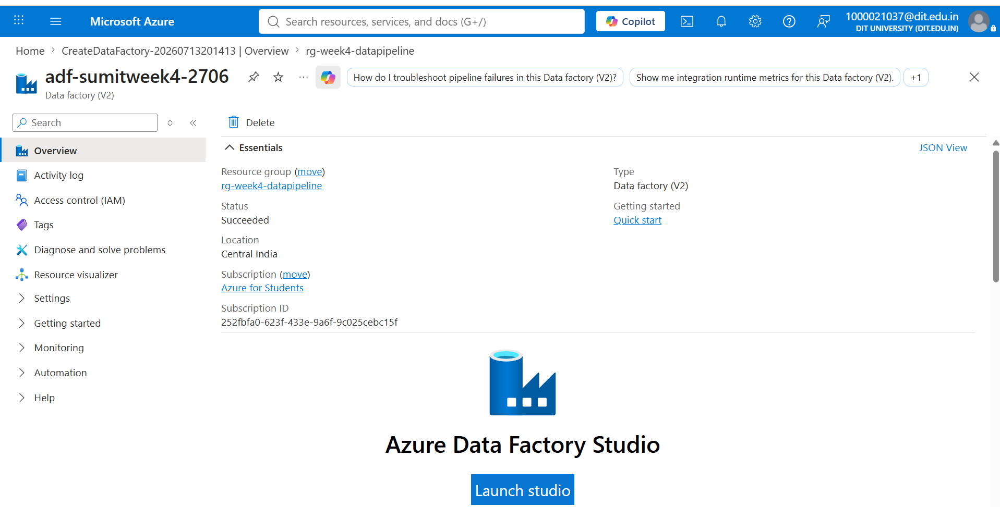 Microsoft Azure
Search resources, services, and docs (G+/)
Copilot
1000021037@dit.edu.in
DIT UNIVERSITY (DIT.EDU.IN)
Home > CreateDataFactory-20260713201413 | Overview > rg-week4-datapipeline
adf-sumitweek4-2706
Data factory (V2)
How do I troubleshoot pipeline failures in this Data factory (V2)?
Show me integration runtime metrics for this Data factory (V2).
+1
Search
Overview
Activity log
Access control (IAM)
Tags
Diagnose and solve problems
Resource visualizer
Settings
Getting started
Monitoring
Automation
Help
Delete
Essentials
JSON View
Resource group (move)
rg-week4-datapipeline
Status
Succeeded
Location
Central India
Subscription (move)
Azure for Students
Subscription ID
252fbfa0-623f-433e-9a6f-9c025cebc15f
Type
Data factory (V2)
Getting started
Quick start
Azure Data Factory Studio
Launch studio